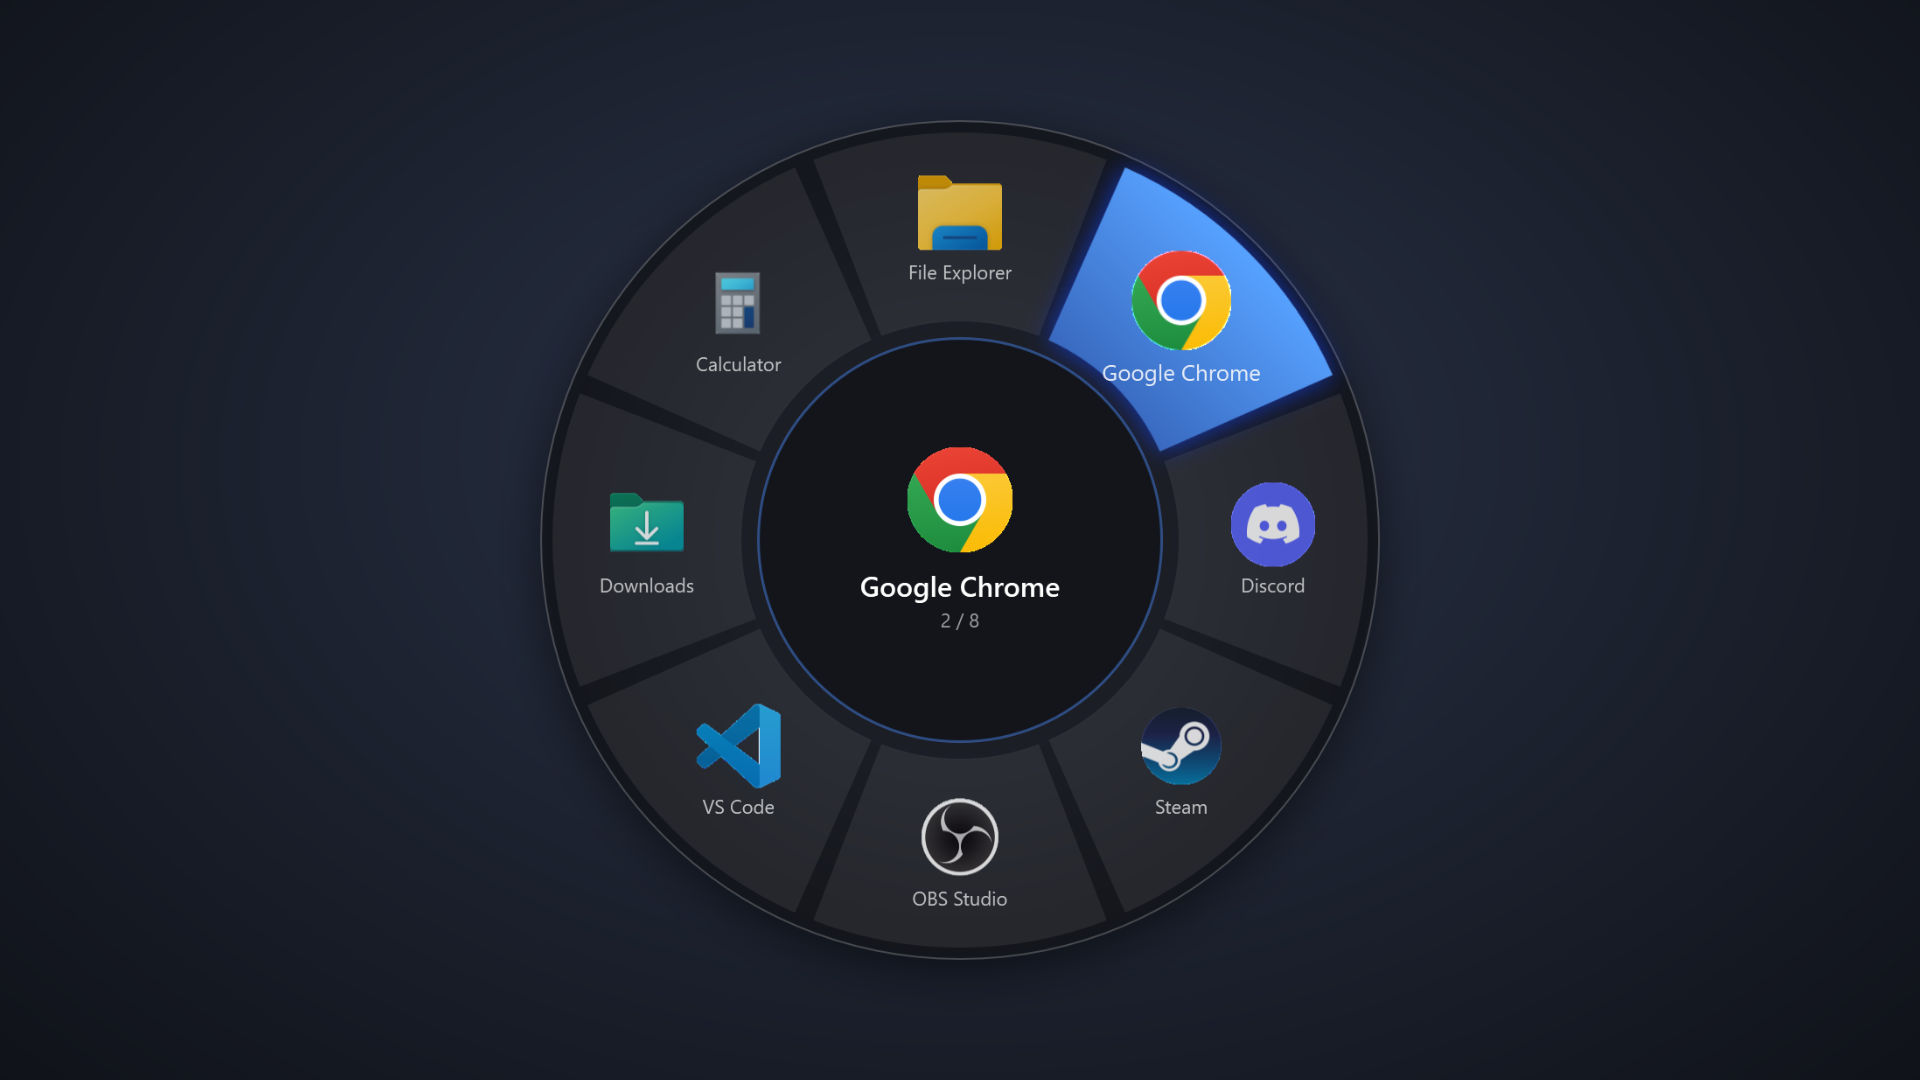 File Explorer
Google Chrome
Calculator
Downloads
Google Chrome
2 / 8
Discord
VS Code
Steam
OBS Studio